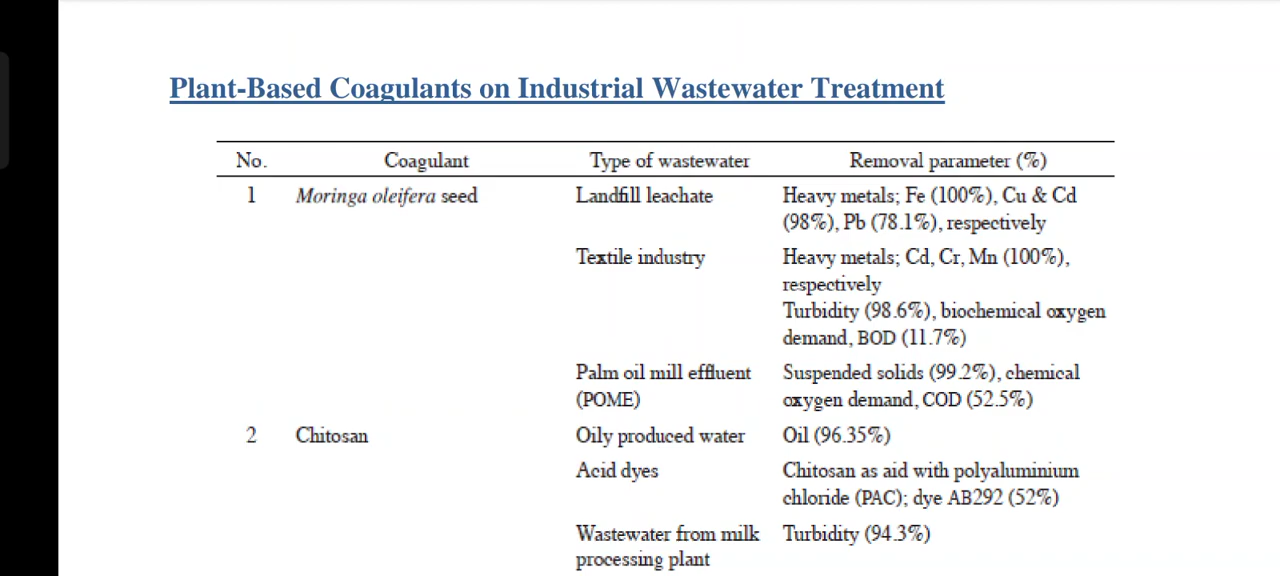 Plant-Based Coagulants on Industrial Wastewater Treatment
No. Coagulant Type of wastewater Removal parameter (%)
1 Moringa oleifera seed Landfill leachate Heavy metals; Fe (100%), Cu & Cd
(98%), Pb (78.1%), respectively
Textile industry Heavy metals; Cd, Cr, Mn (100%),
respectively
Turbidity (98.6%), biochemical oxygen
demand, BOD (11.7%)
Palm oil mill effluent Suspended solids (99.2%), chemical
(POME) oxygen demand, COD (52.5%)
2 Chitosan Oily produced water Oil (96.35%)
Acid dyes Chitosan as aid with polyaluminium
chloride (PAC); dye AB292 (52%)
Wastewater from milk Turbidity (94.3%)
processing plant